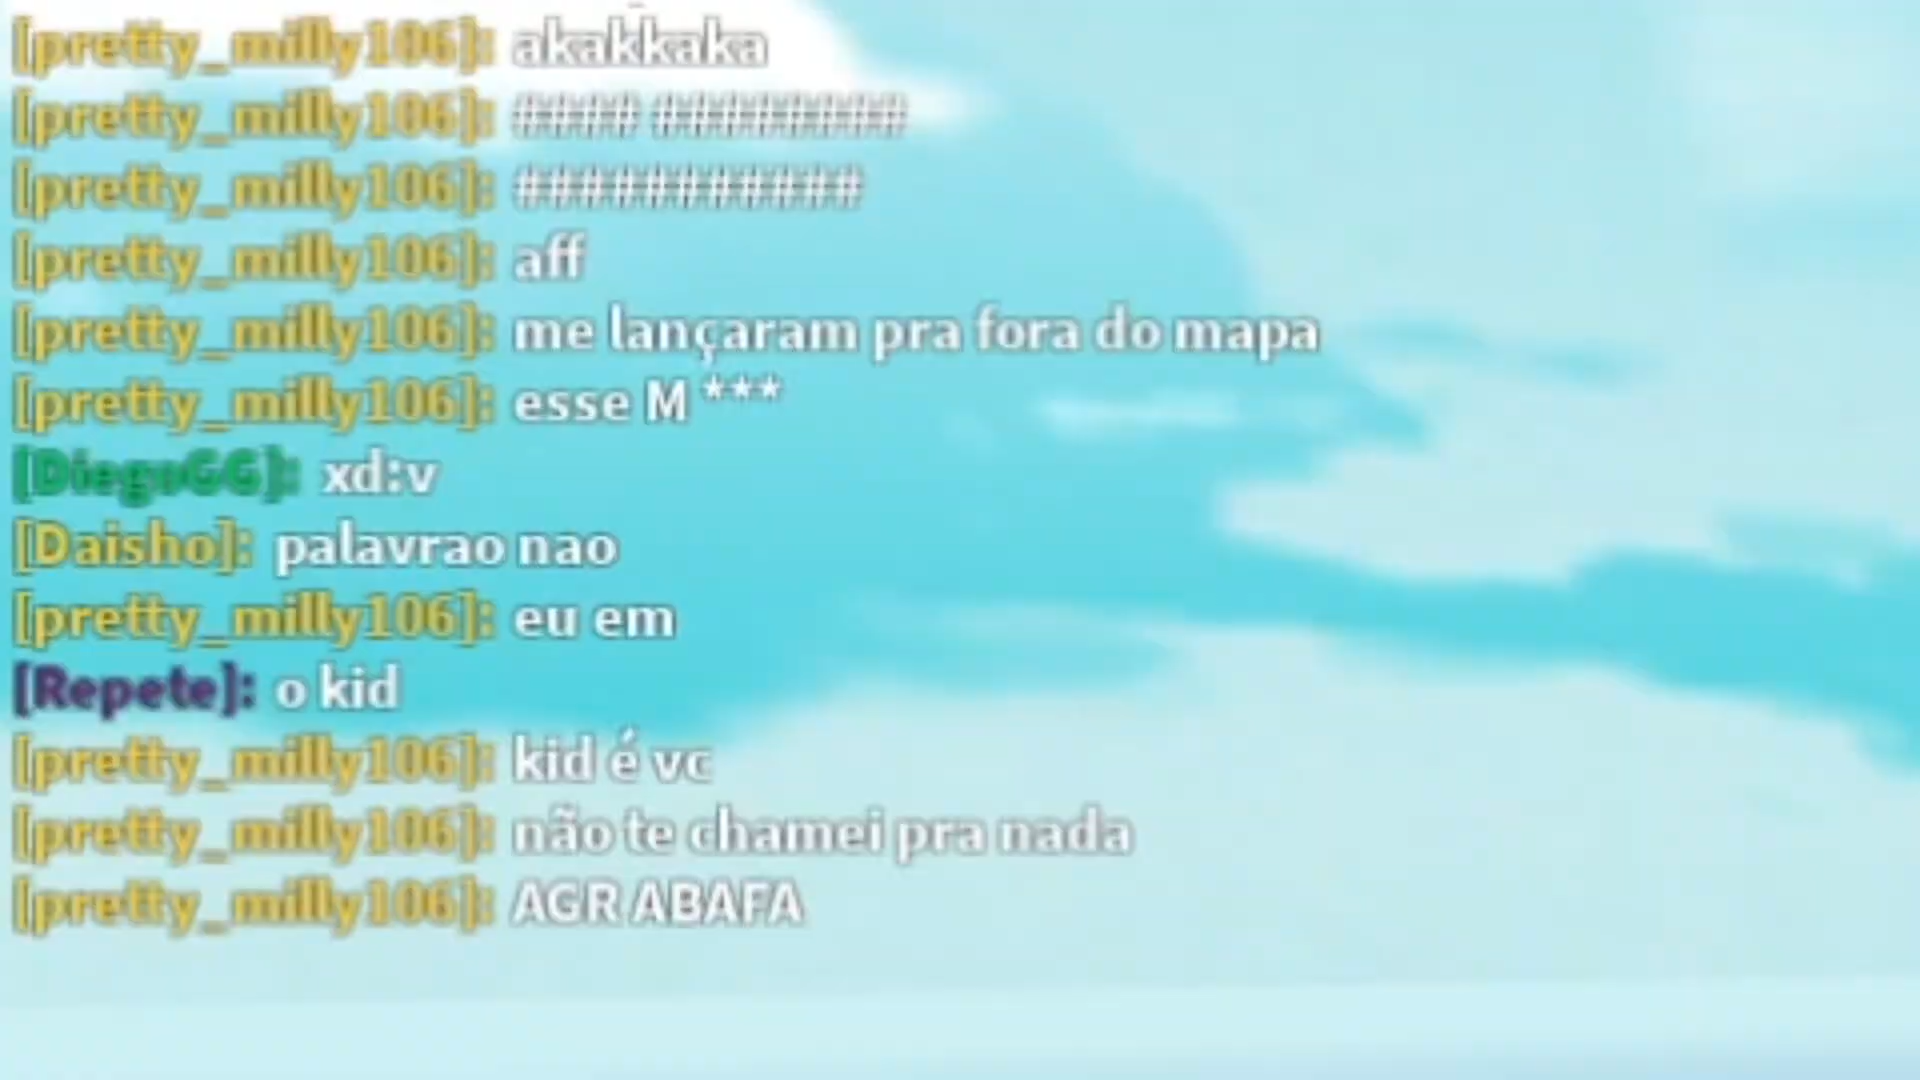 [pretty_milly106]: akakkaka
[pretty_milly106]: #### ########
[pretty_milly106]: ###########
[pretty_milly106]: aff
[pretty_milly106]: me lançaram pra fora do mapa
[pretty_milly106]: esse M ***
[DiegoGG]: xd:v
[Daisho]: palavrao nao
[pretty_milly106]: eu em
[Repete]: o kid
[pretty_milly106]: kid é vc
[pretty_milly106]: não te chamei pra nada
[pretty_milly106]: AGR ABAFA